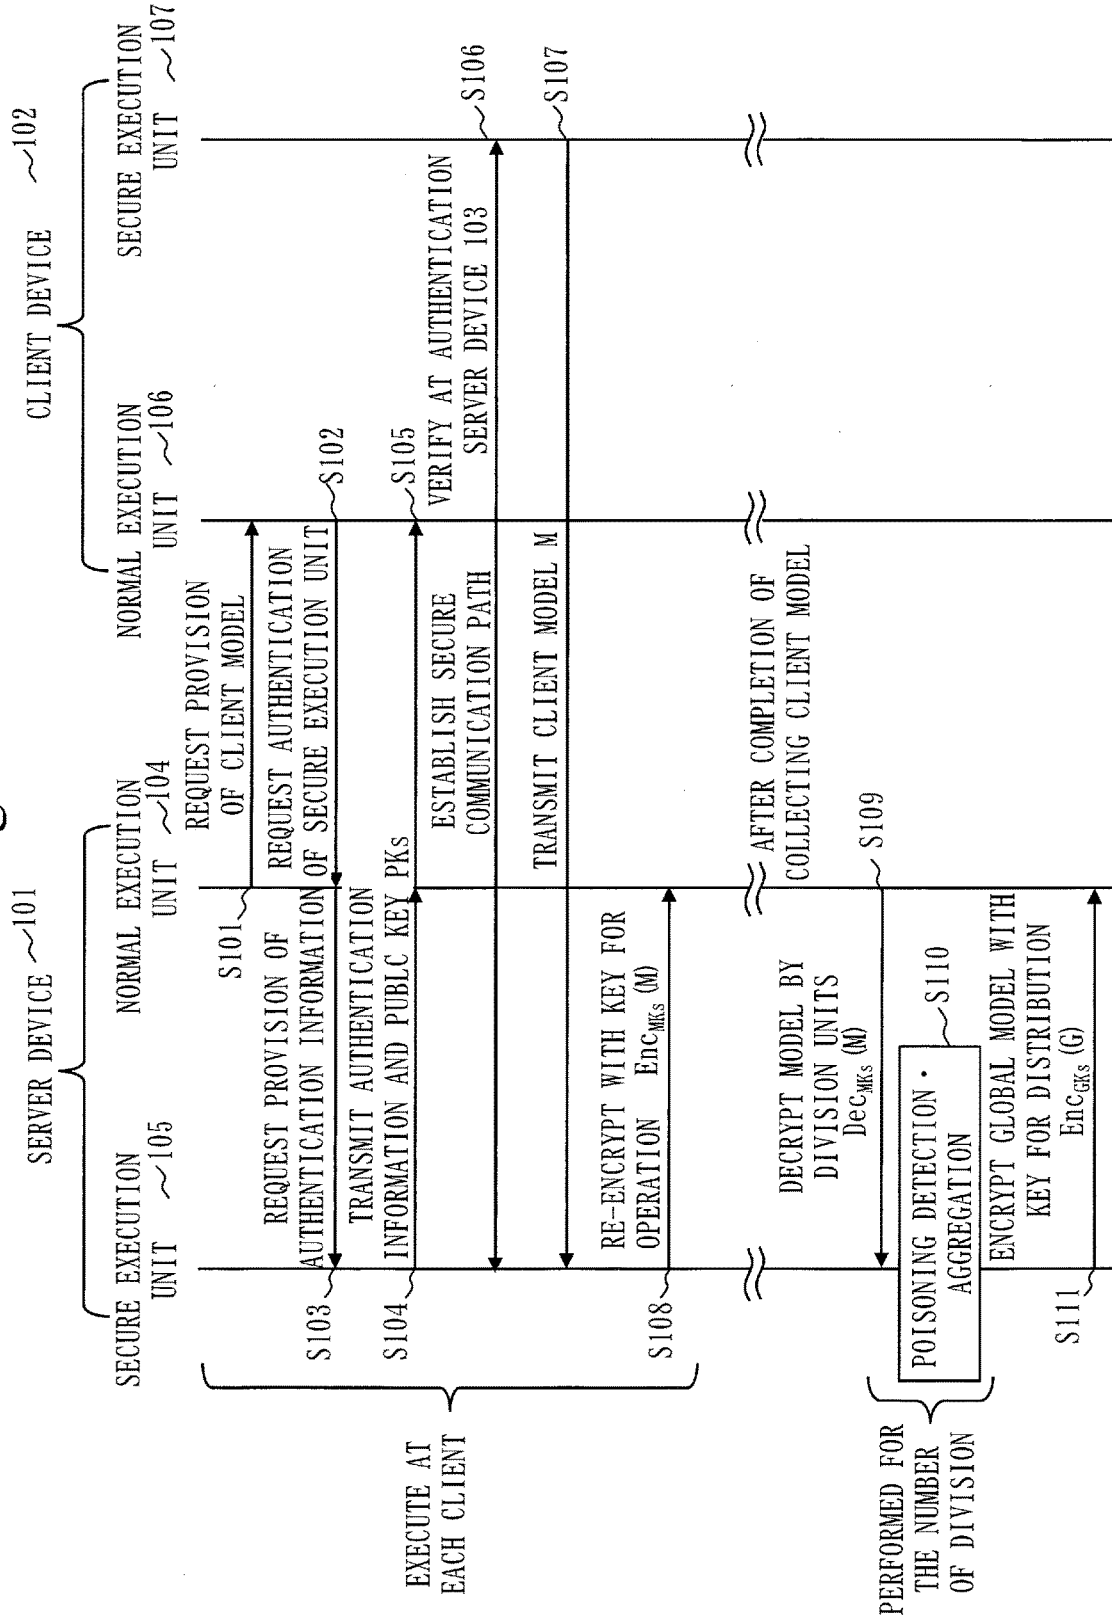 SERVER DEVICE ~101
CLIENT DEVICE ~102
SECURE EXECUTION
UNIT ~105
NORMAL EXECUTION
UNIT ~104
NORMAL EXECUTION
UNIT ~106
SECURE EXECUTION
UNIT ~107
S101
REQUEST PROVISION
OF CLIENT MODEL
REQUEST AUTHENTICATION
OF SECURE EXECUTION UNIT
S102
REQUEST PROVISION OF
AUTHENTICATION INFORMATION
S103
TRANSMIT AUTHENTICATION
INFORMATION AND PUBLC KEY PKs
S104
S105
ESTABLISH SECURE
COMMUNICATION PATH
VERIFY AT AUTHENTICATION
SERVER DEVICE 103
S106
TRANSMIT CLIENT MODEL M
S107
RE-ENCRYPT WITH KEY FOR
OPERATION Enc_MKs (M)
S108
EXECUTE AT
EACH CLIENT
AFTER COMPLETION OF
COLLECTING CLIENT MODEL
DECRYPT MODEL BY
DIVISION UNITS
Dec_MKs (M)
S109
POISONING DETECTION・
AGGREGATION
S110
PERFORMED FOR
THE NUMBER
OF DIVISION
ENCRYPT GLOBAL MODEL WITH
KEY FOR DISTRIBUTION
Enc_GKs (G)
S111